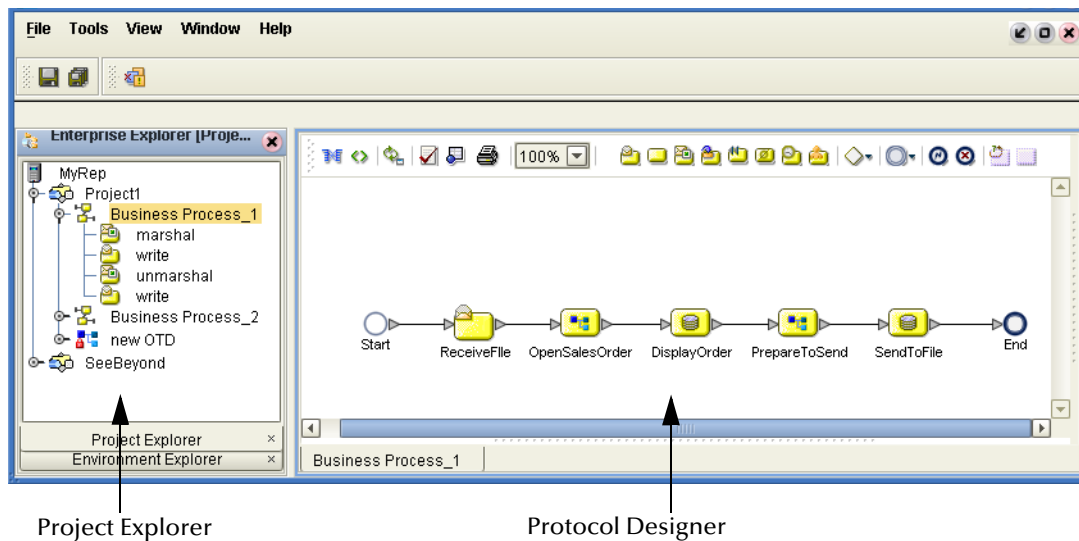 File Tools View Window Help
Enterprise Explorer [Proje...
MyRep
Project1
Business Process_1
marshal
write
unmarshal
write
Business Process_2
new OTD
SeeBeyond
Project Explorer ×
Environment Explorer ×
100%
Start
ReceiveFIle
OpenSalesOrder
DisplayOrder
PrepareToSend
SendToFile
End
Business Process_1
Project Explorer
Protocol Designer